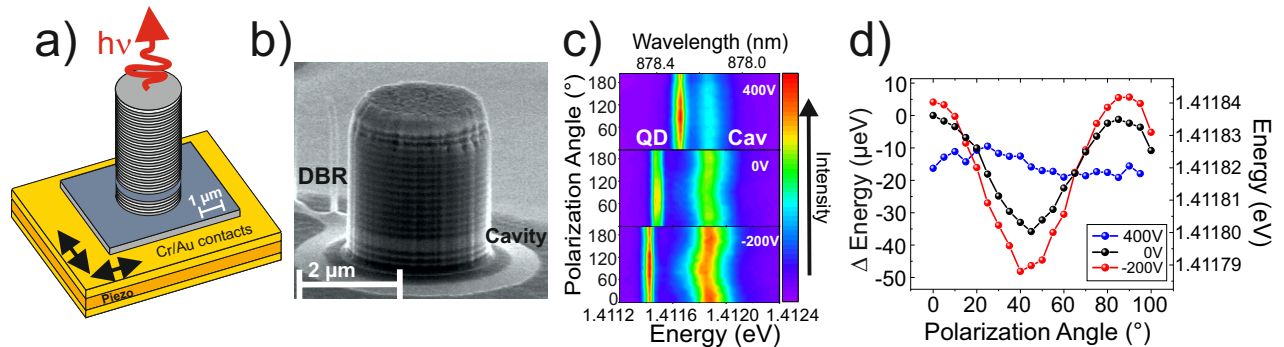 a)
hν
1 µm
Cr/Au contacts
Piezo
b)
DBR
Cavity
2 µm
c)
Wavelength (nm)
878.4 878.0
Polarization Angle (°)
180
120
60
180
120
60
180
120
60
0
400V
QD Cav
0V
-200V
Intensity
1.4112 1.4116 1.4120 1.4124
Energy (eV)
d)
Δ Energy (µeV)
10
0
-10
-20
-30
-40
-50
400V
0V
-200V
1.41184
1.41183
1.41182
1.41181
1.41180
1.41179
Energy (eV)
0 20 40 60 80 100
Polarization Angle (°)